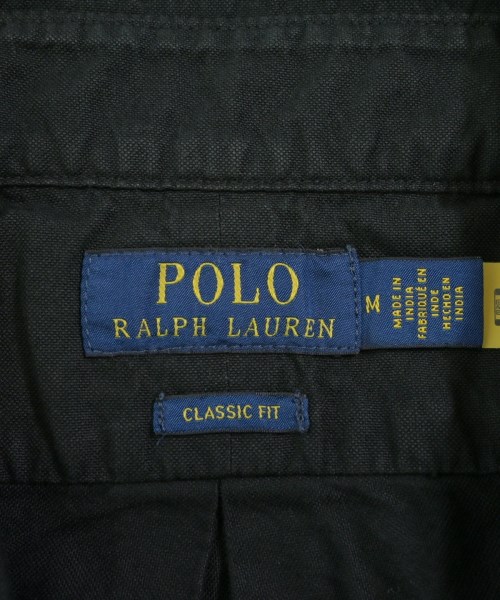 POLO
RALPH LAUREN
M
MADE IN
INDIA
FABRIQUÉ EN
INDE
HECHO EN
INDIA
CLASSIC FIT